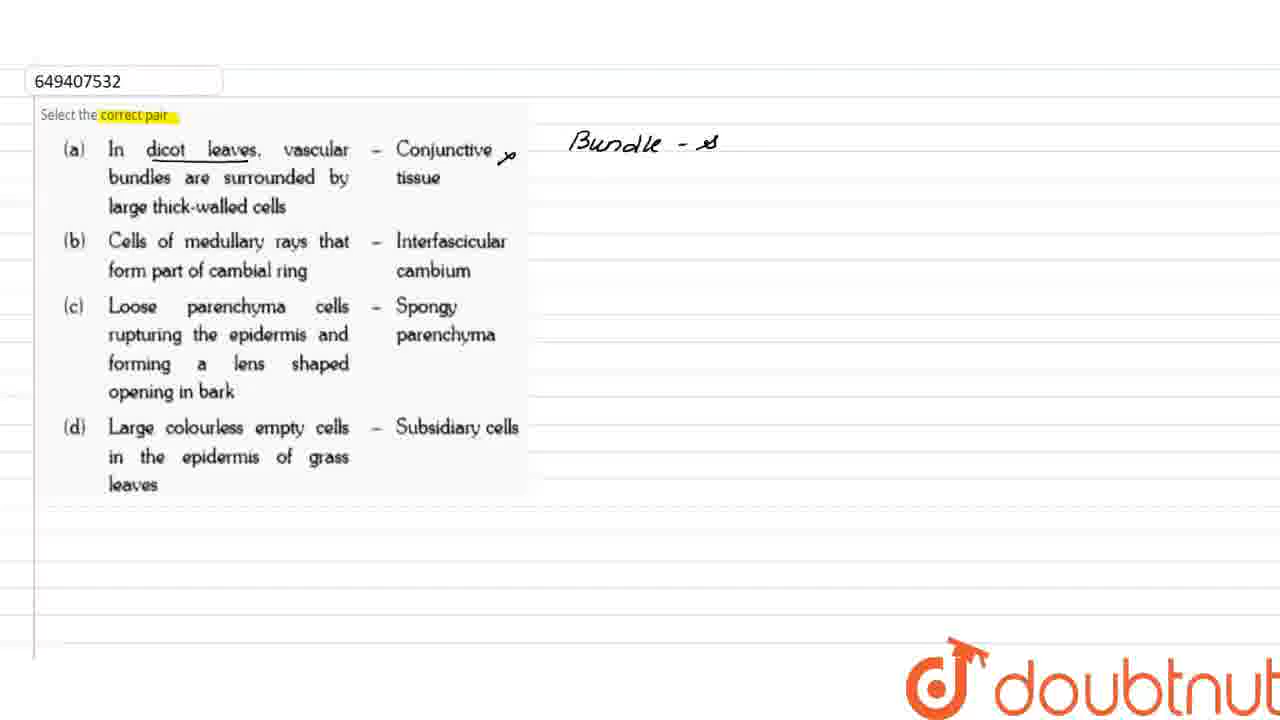 649407532
Select the correct pair
(a) In dicot leaves, vascular - Conjunctive x Bundle - s
bundles are surrounded by tissue
large thick-walled cells
(b) Cells of medullary rays that - Interfascicular
form part of cambial ring cambium
(c) Loose parenchyma cells - Spongy
rupturing the epidermis and parenchyma
forming a lens shaped
opening in bark
(d) Large colourless empty cells - Subsidiary cells
in the epidermis of grass
leaves
doubtnut